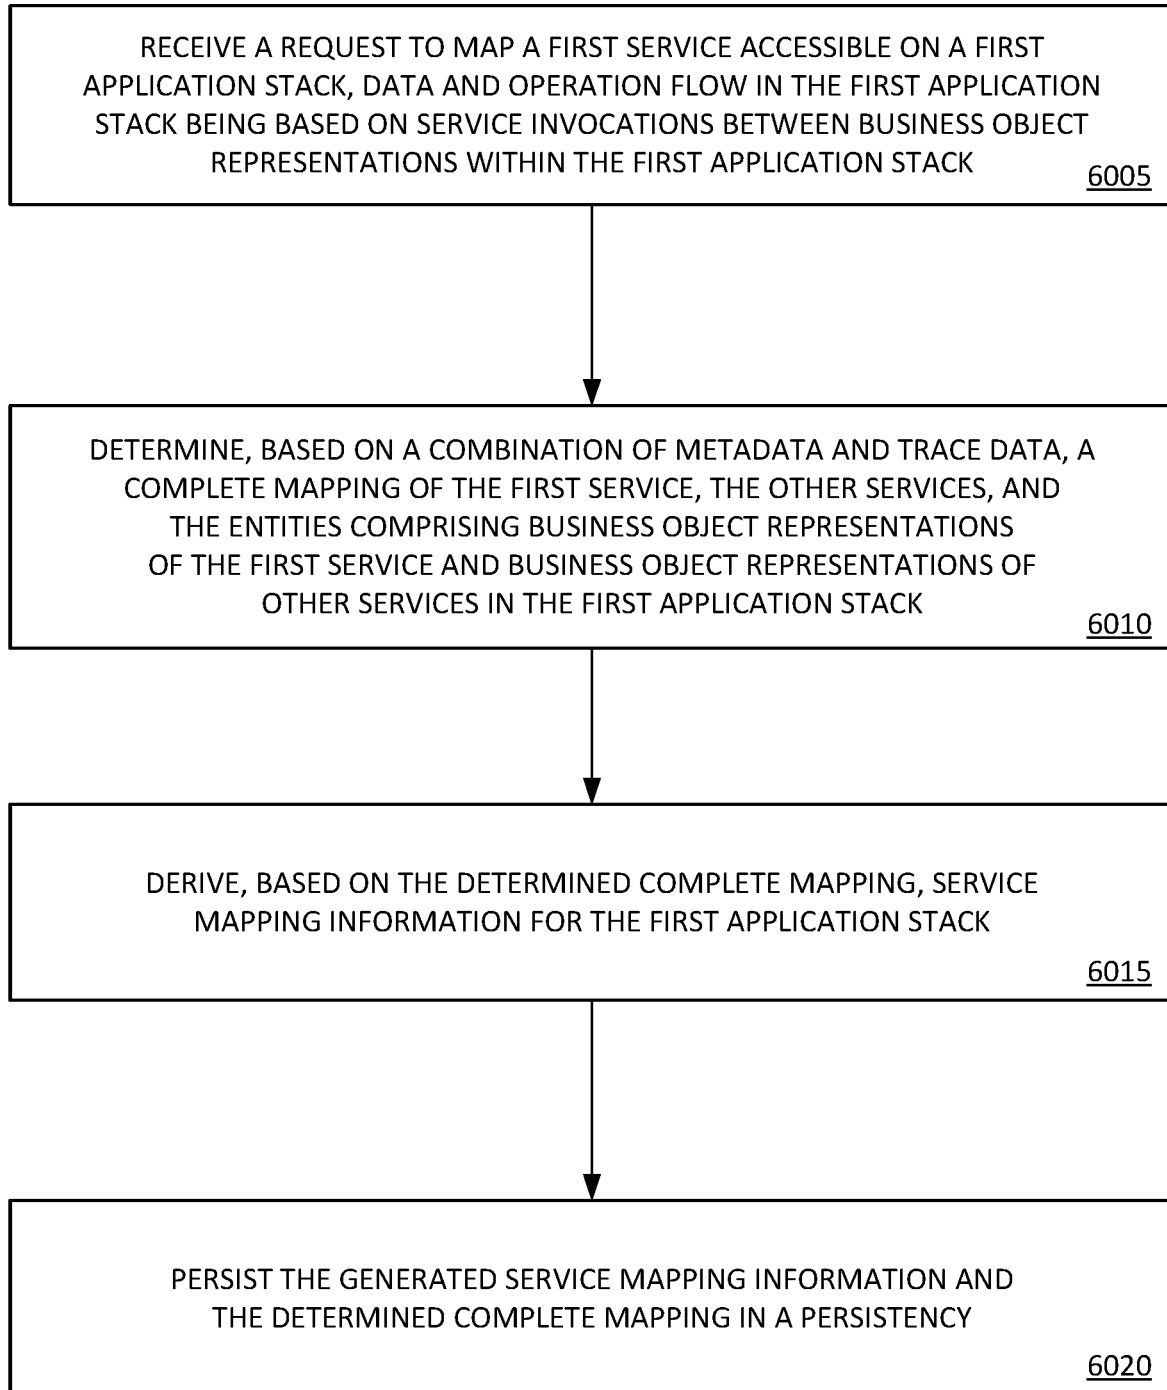 RECEIVE A REQUEST TO MAP A FIRST SERVICE ACCESSIBLE ON A FIRST
APPLICATION STACK, DATA AND OPERATION FLOW IN THE FIRST APPLICATION
STACK BEING BASED ON SERVICE INVOCATIONS BETWEEN BUSINESS OBJECT
REPRESENTATIONS WITHIN THE FIRST APPLICATION STACK
6005
DETERMINE, BASED ON A COMBINATION OF METADATA AND TRACE DATA, A
COMPLETE MAPPING OF THE FIRST SERVICE, THE OTHER SERVICES, AND
THE ENTITIES COMPRISING BUSINESS OBJECT REPRESENTATIONS
OF THE FIRST SERVICE AND BUSINESS OBJECT REPRESENTATIONS OF
OTHER SERVICES IN THE FIRST APPLICATION STACK
6010
DERIVE, BASED ON THE DETERMINED COMPLETE MAPPING, SERVICE
MAPPING INFORMATION FOR THE FIRST APPLICATION STACK
6015
PERSIST THE GENERATED SERVICE MAPPING INFORMATION AND
THE DETERMINED COMPLETE MAPPING IN A PERSISTENCY
6020